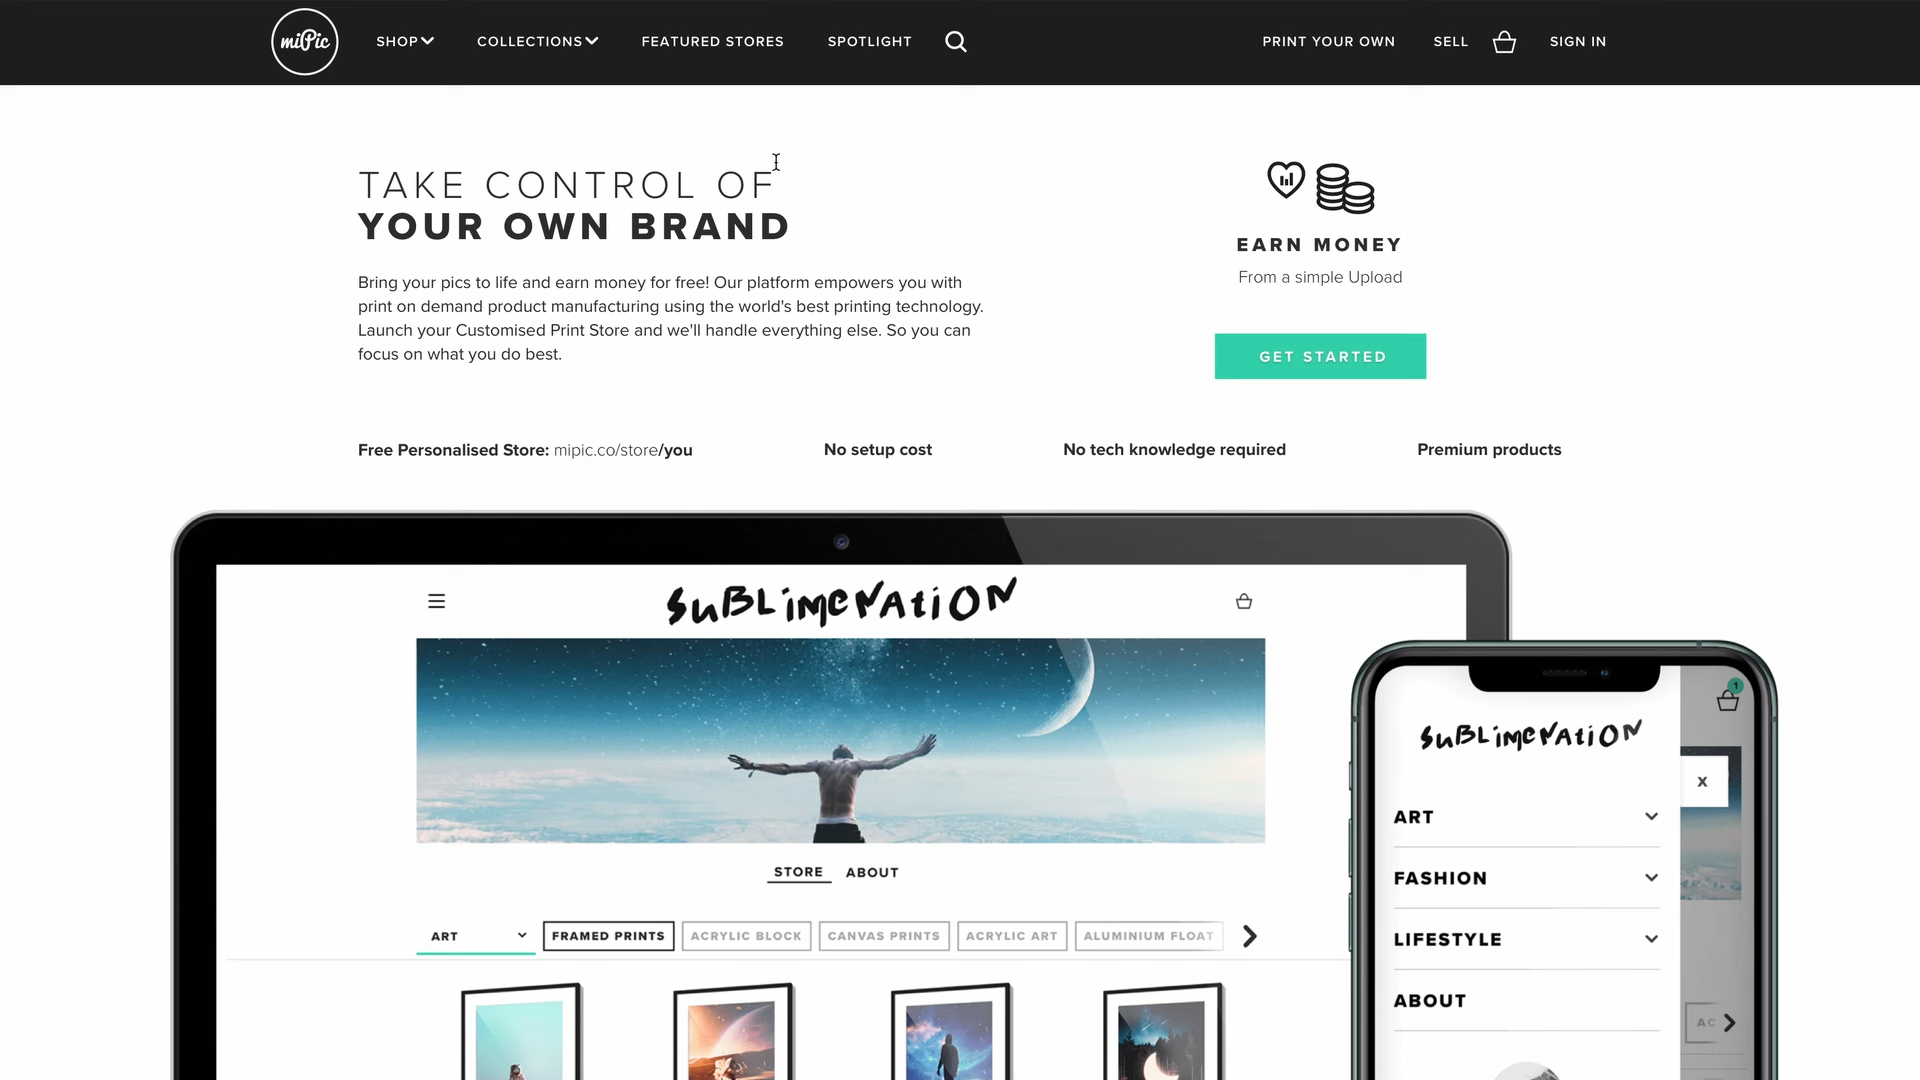 miPic
SHOP
COLLECTIONS
FEATURED STORES
SPOTLIGHT
PRINT YOUR OWN
SELL
SIGN IN
TAKE CONTROL OF
YOUR OWN BRAND
Bring your pics to life and earn money for free! Our platform empowers you with
print on demand product manufacturing using the world's best printing technology.
Launch your Customised Print Store and we'll handle everything else. So you can
focus on what you do best.
EARN MONEY
From a simple Upload
GET STARTED
Free Personalised Store: mipic.co/store/you
No setup cost
No tech knowledge required
Premium products
SUBLimeNAtiON
STORE
ABOUT
ART
FRAMED PRINTS
ACRYLIC BLOCK
CANVAS PRINTS
ACRYLIC ART
ALUMINIUM FLOAT
1
SUBLimeNAtiON
X
ART
FASHION
LIFESTYLE
ABOUT
AC